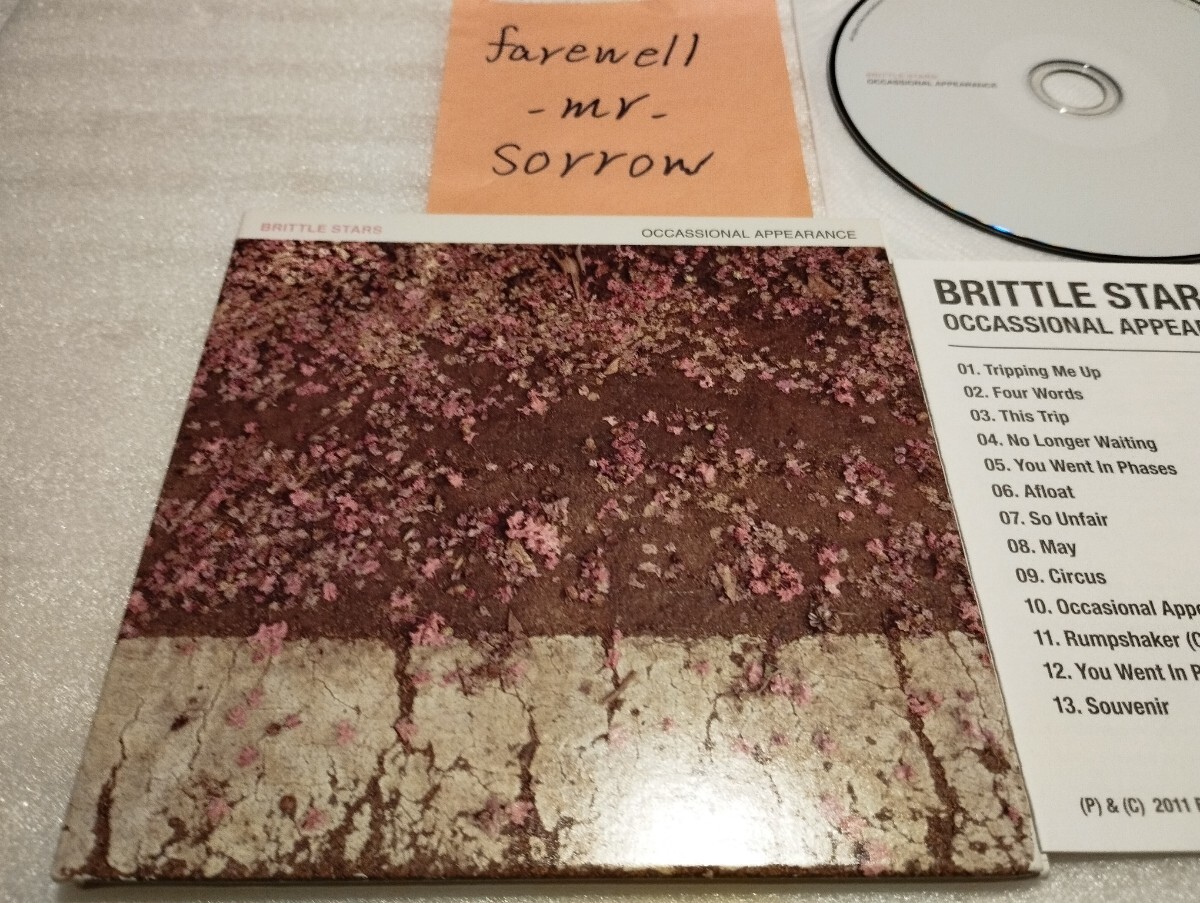 farewell
-mr-
sorrow
BRITTLE STARS
OCCASSIONAL APPEARANCE
BRITTLE STARS OCCASSIONAL APPEARANCE
BRITTLE STAR
OCCASSIONAL APPEA
01. Tripping Me Up
02. Four Words
03. This Trip
04. No Longer Waiting
05. You Went In Phases
06. Afloat
07. So Unfair
08. May
09. Circus
10. Occasional Appe
11. Rumpshaker (
12. You Went In P
13. Souvenir
(P) & (C) 2011